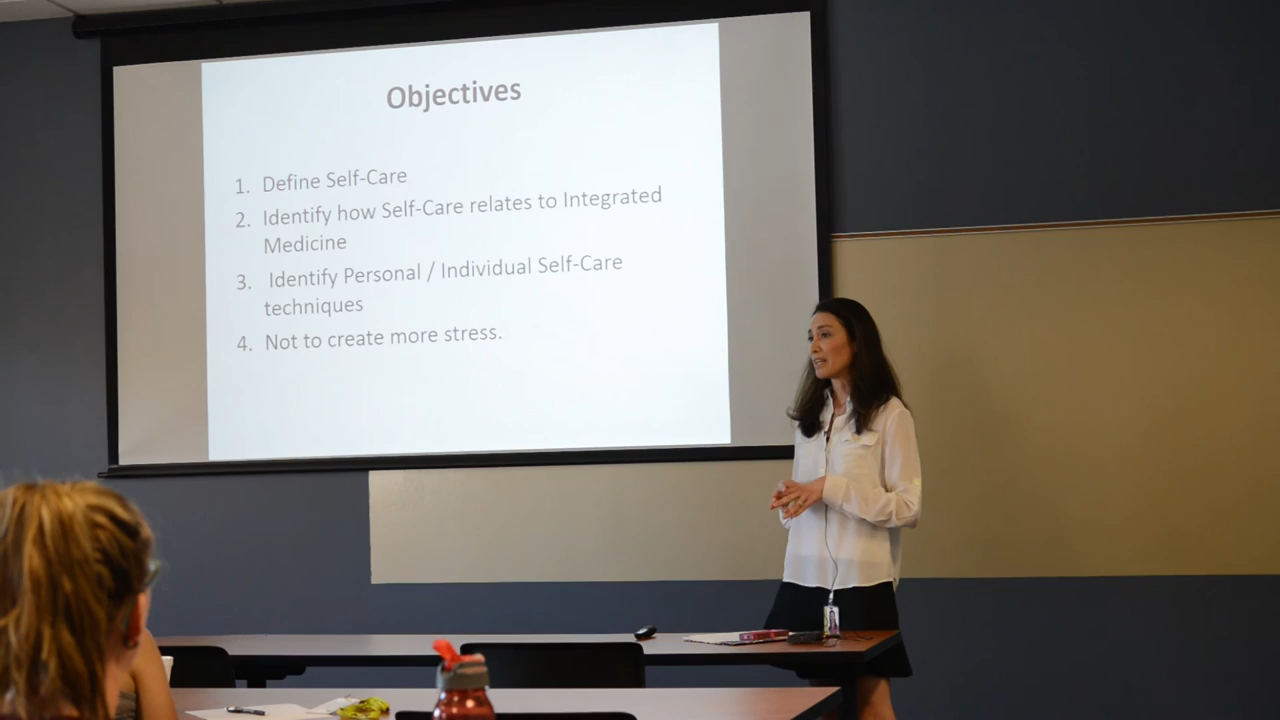 Objectives
1. Define Self-Care
2. Identify how Self-Care relates to Integrated
Medicine
3. Identify Personal / Individual Self-Care
techniques
4. Not to create more stress.